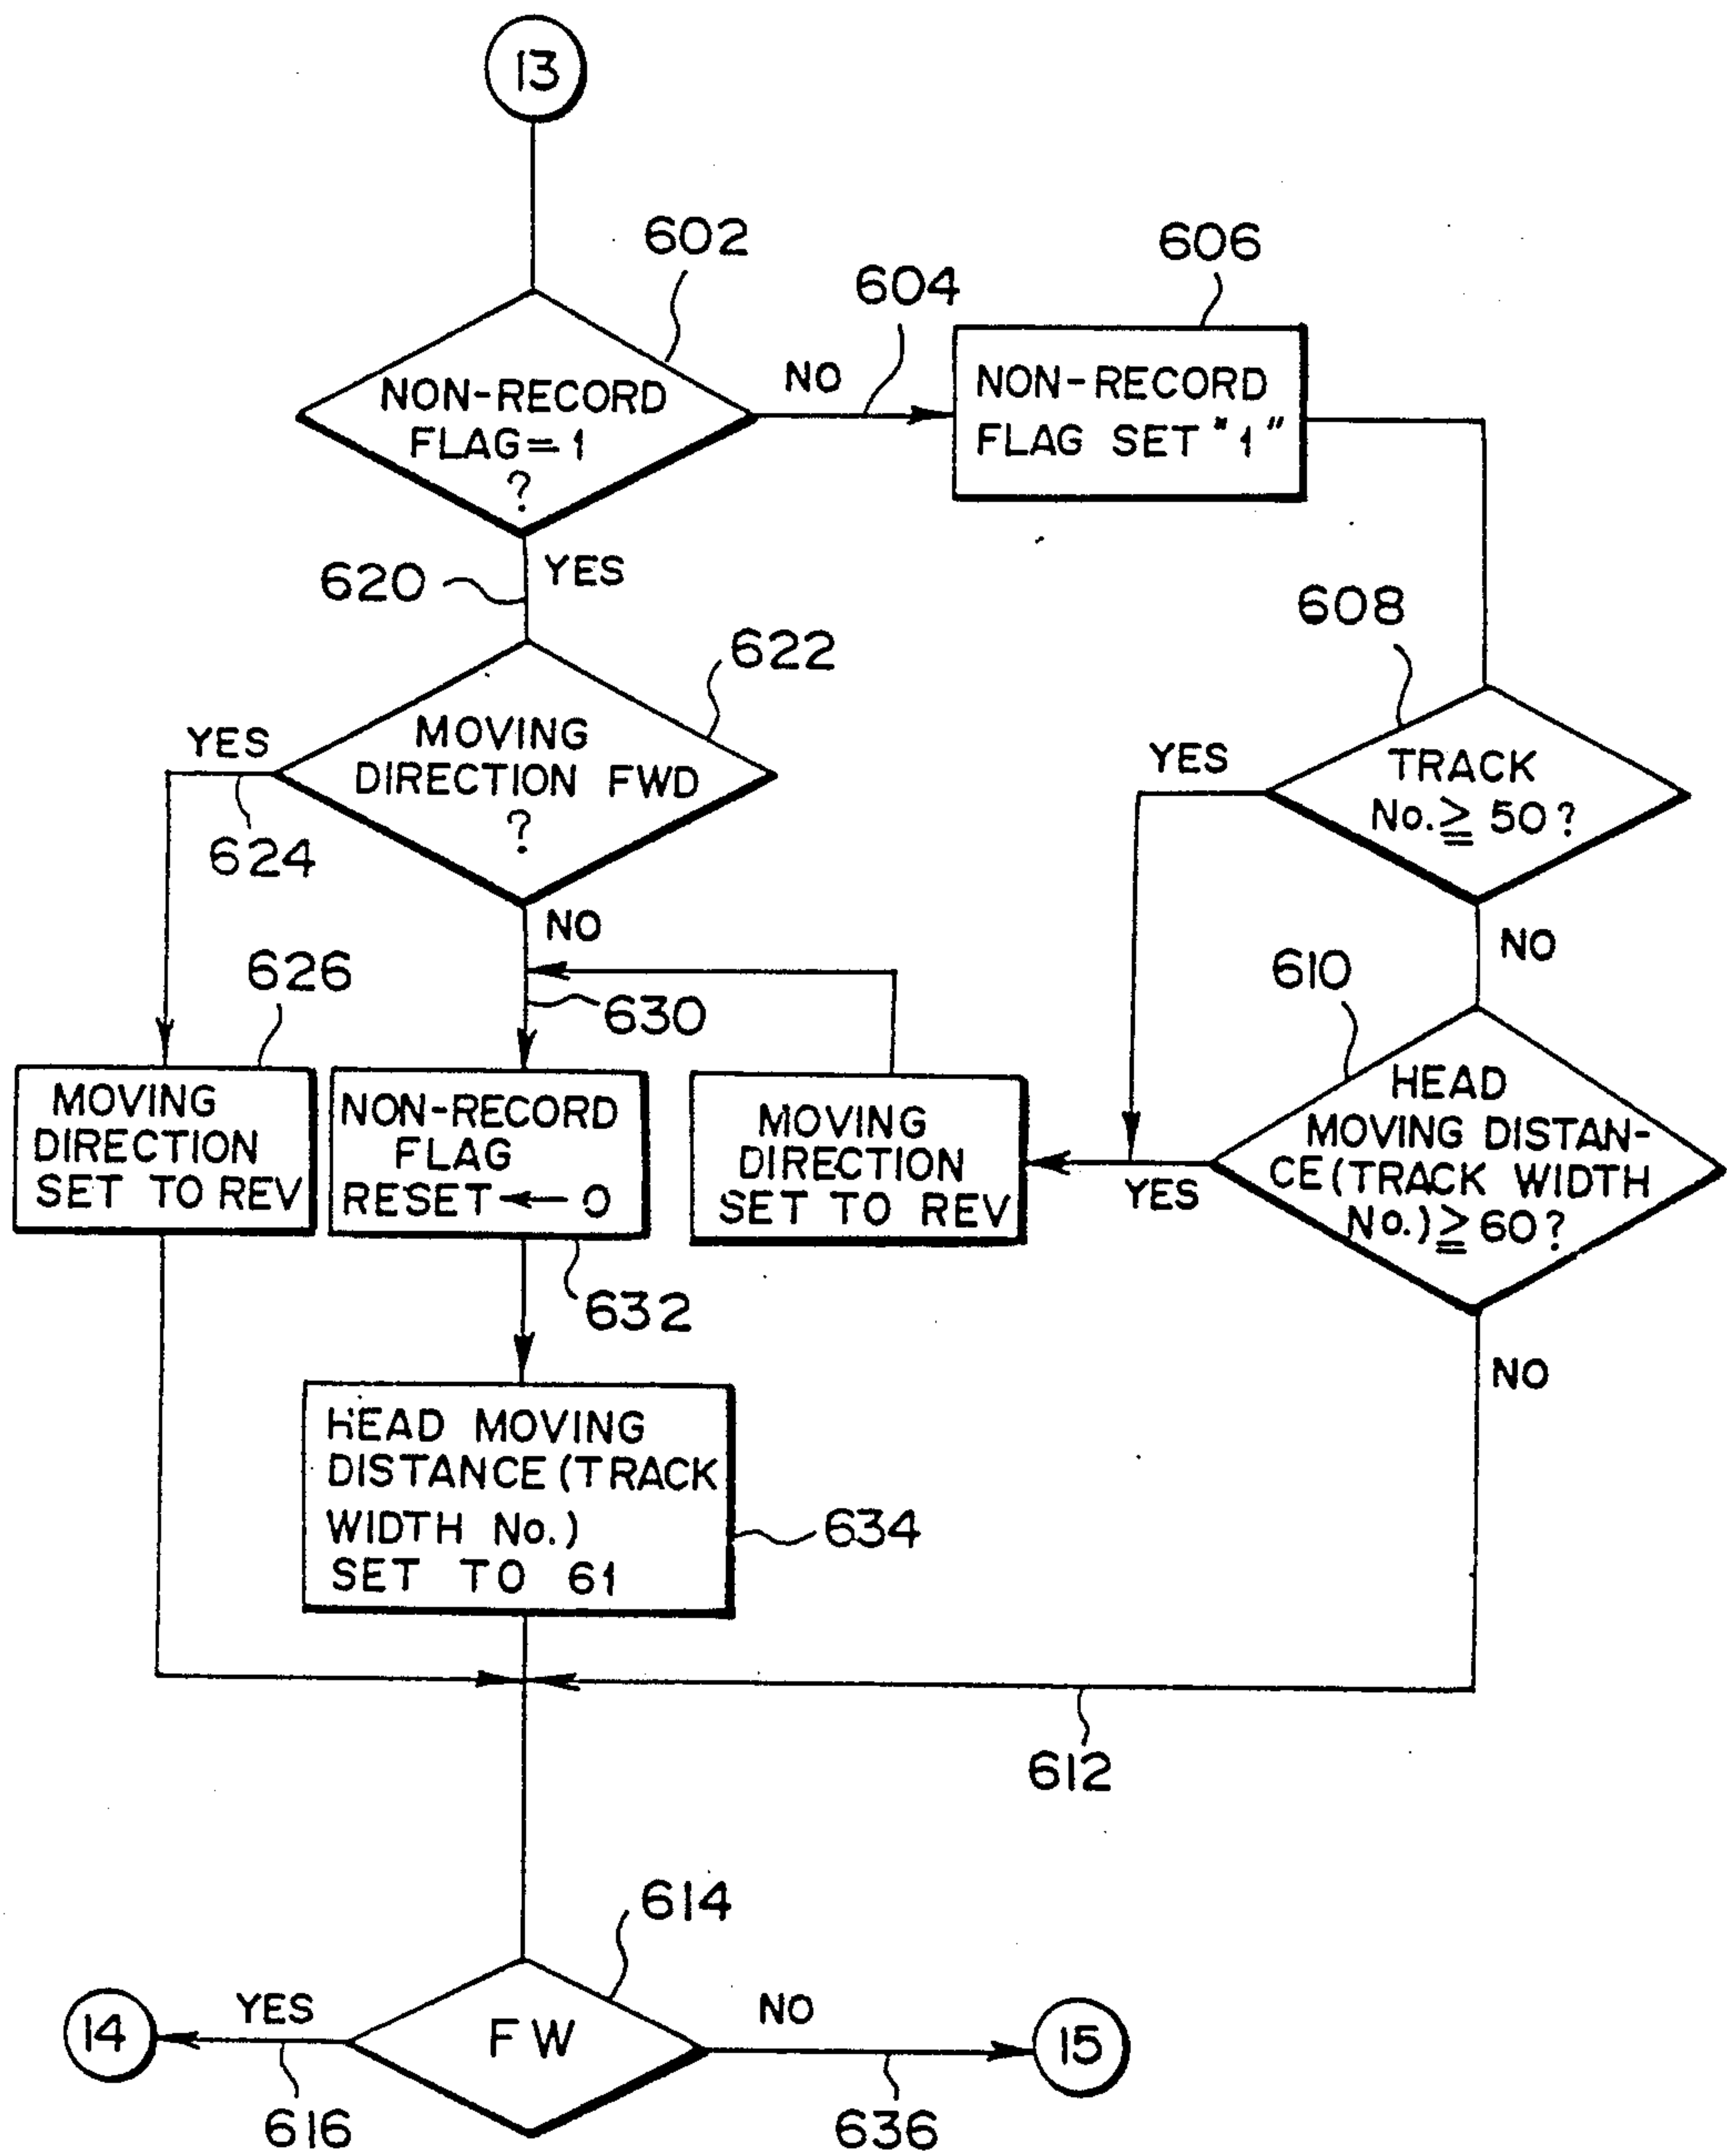 13
602
606
604
NO
NON-RECORD
FLAG = 1
?
NON-RECORD
FLAG SET "1"
620
YES
608
622
YES
MOVING
DIRECTION FWD
?
624
YES
TRACK
No. ≧ 50 ?
NO
NO
626
610
630
MOVING
DIRECTION
SET TO REV
NON-RECORD
FLAG
RESET ← 0
MOVING
DIRECTION
SET TO REV
YES
HEAD
MOVING DISTAN-
CE (TRACK WIDTH
No.) ≧ 60 ?
632
NO
HEAD MOVING
DISTANCE (TRACK
WIDTH No.)
SET TO 61
634
612
614
14
YES
FW
NO
15
616
636